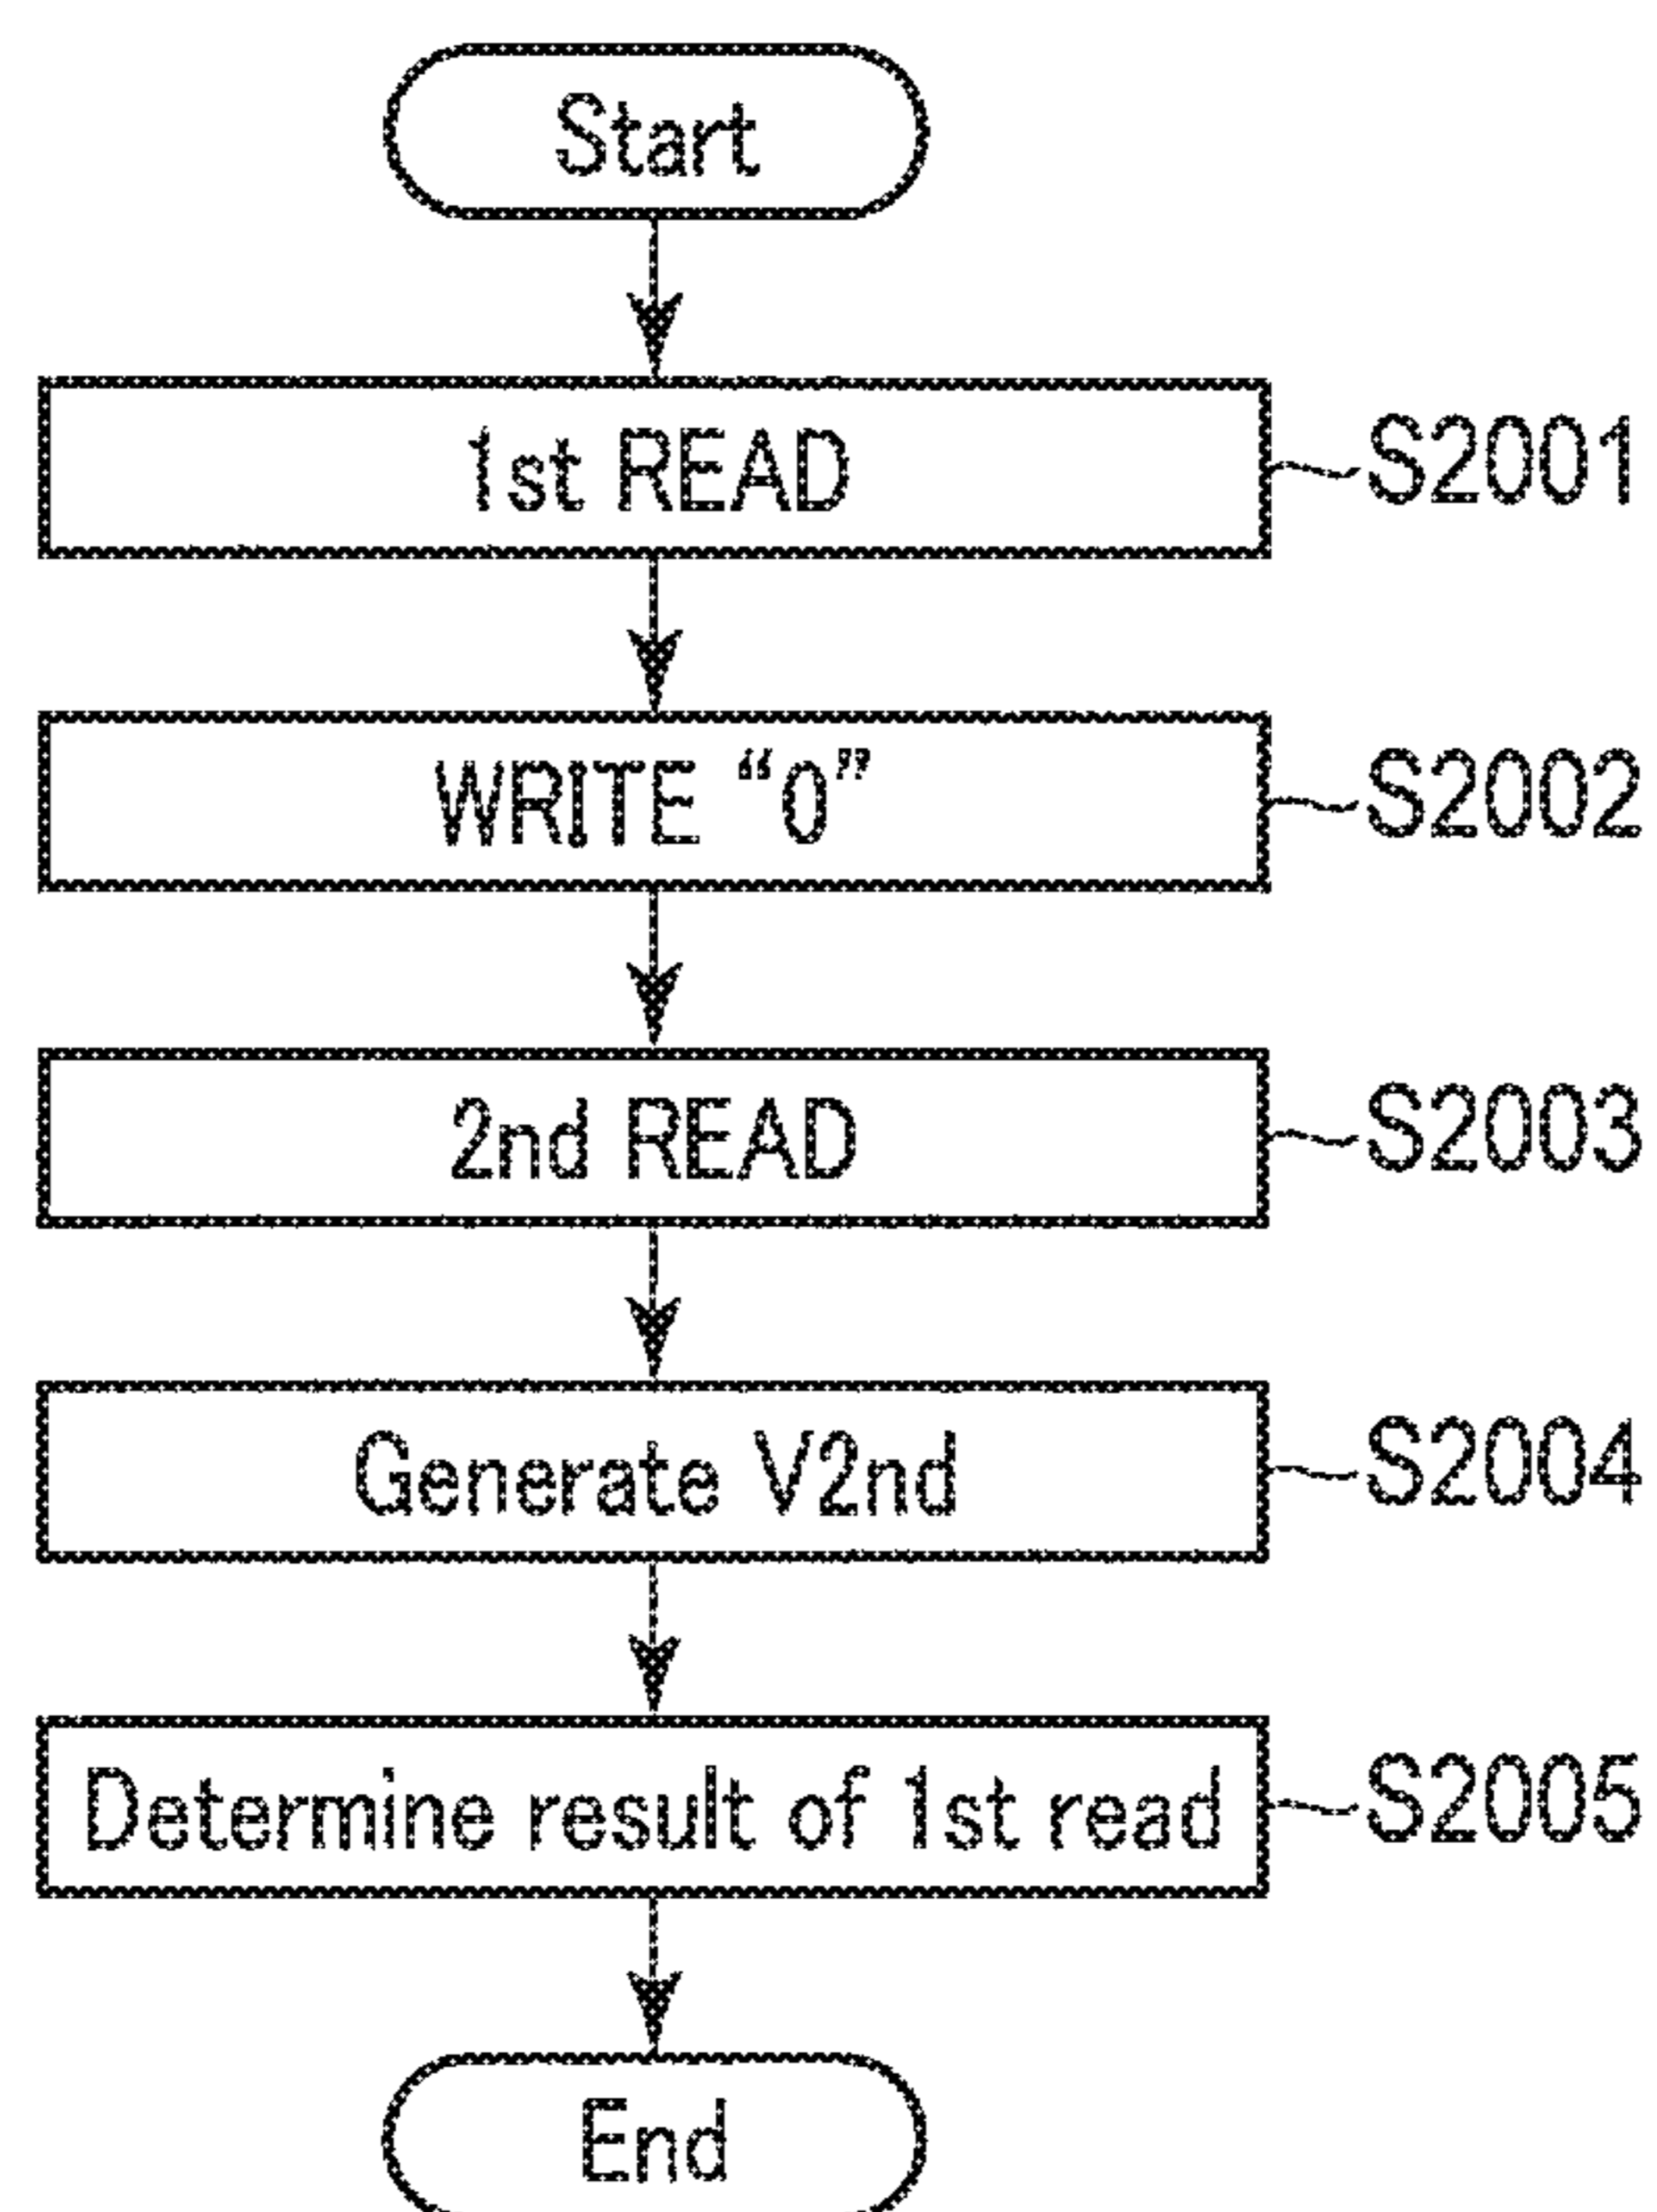 Start
1st READ
S2001
WRITE “0”
S2002
2nd READ
S2003
Generate V2nd
S2004
Determine result of 1st read
S2005
End